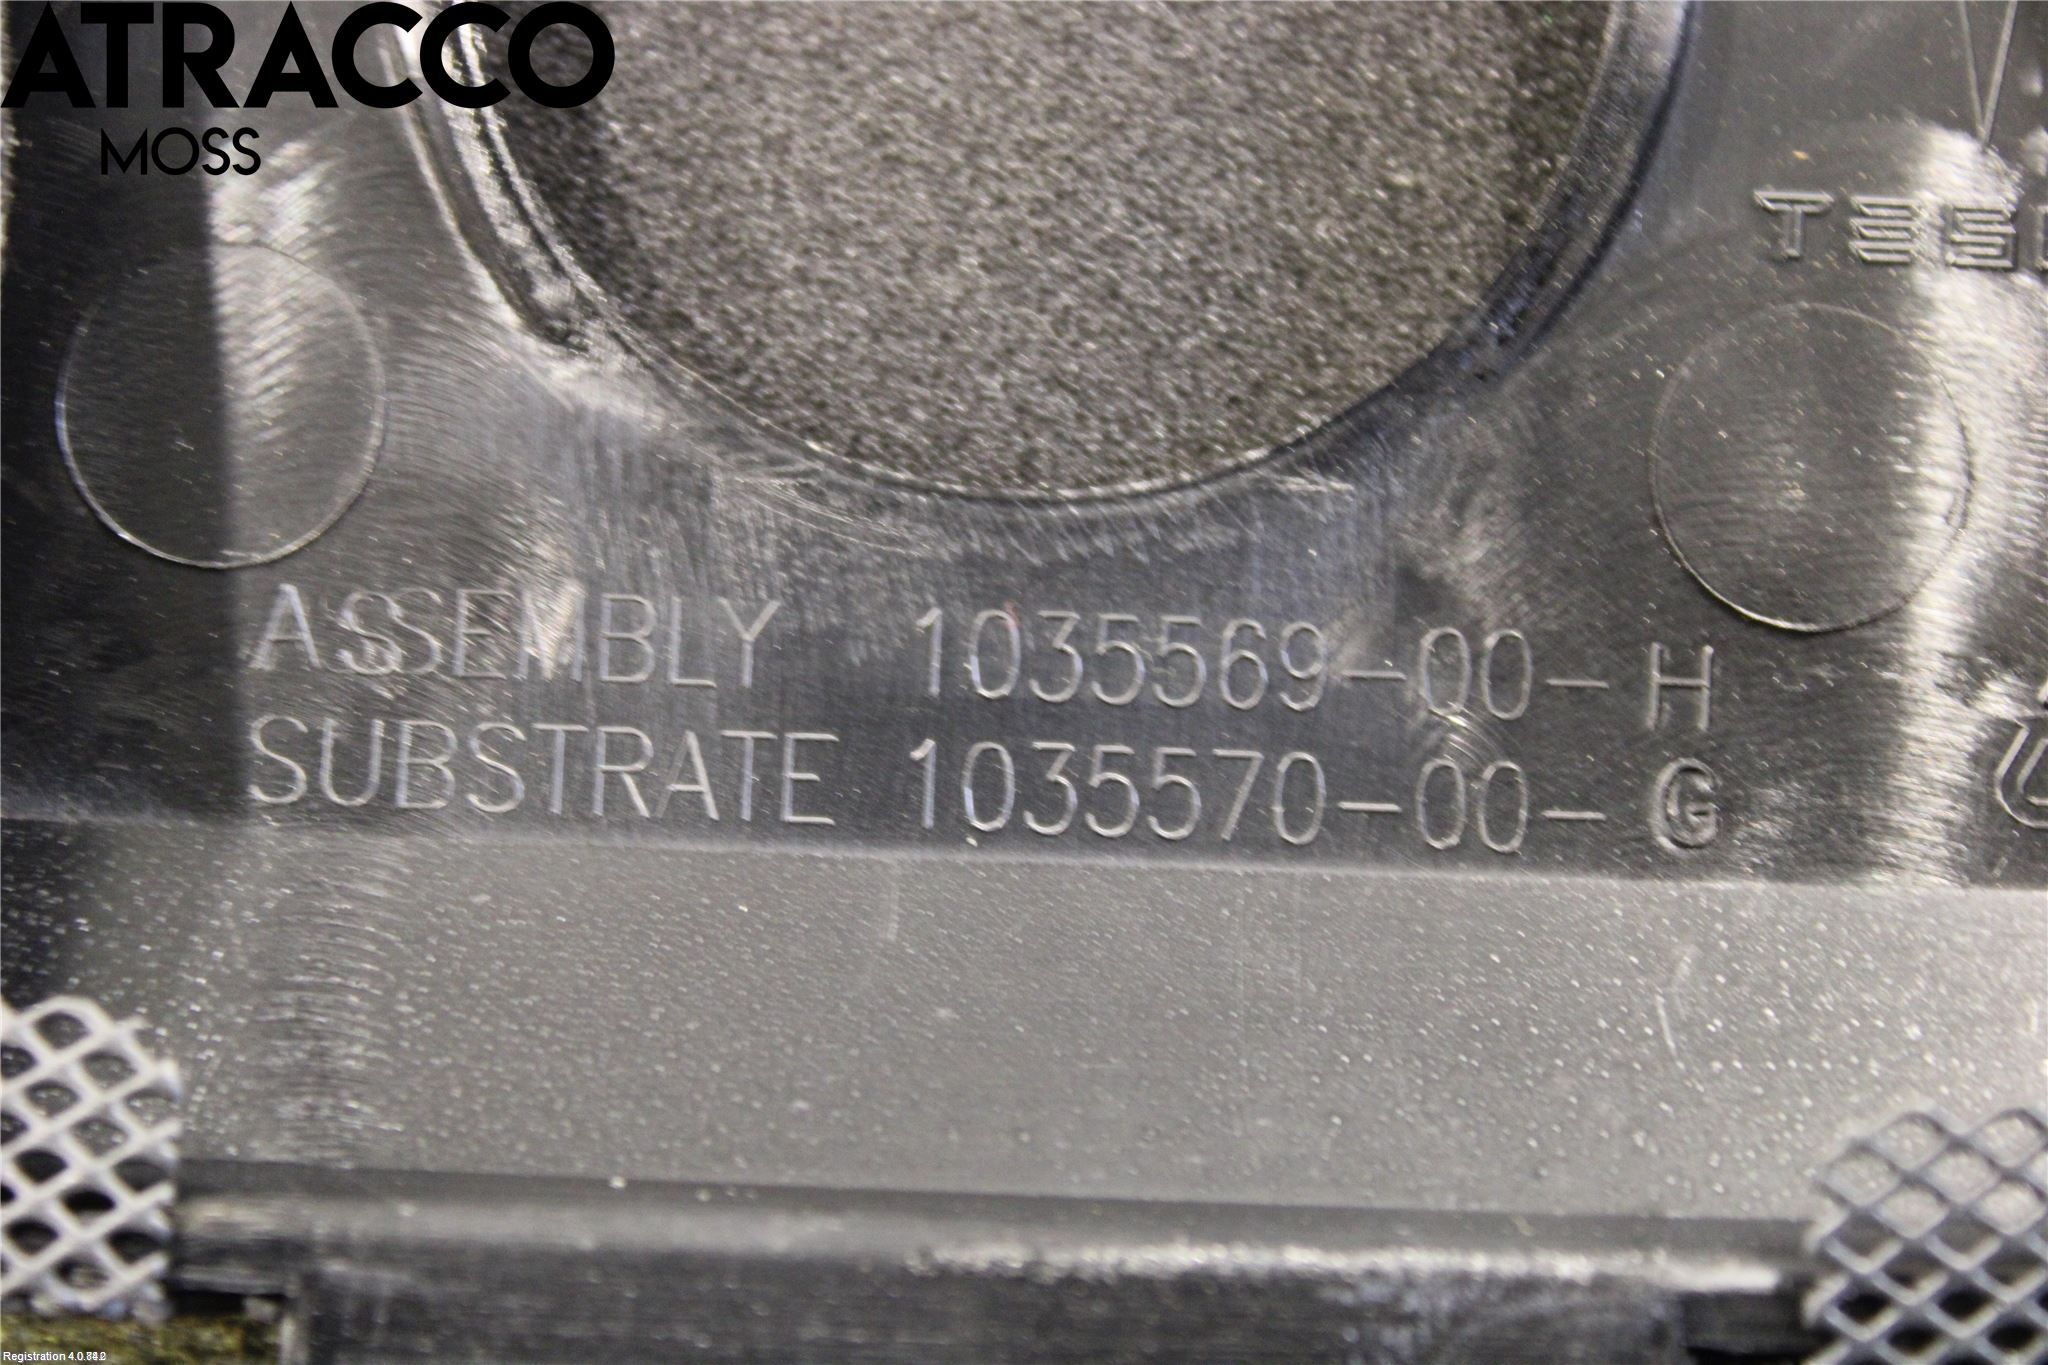 ATRACCO
MOSS
ASSEMBLY 1035569-00-H
SUBSTRATE 1035570-00-G